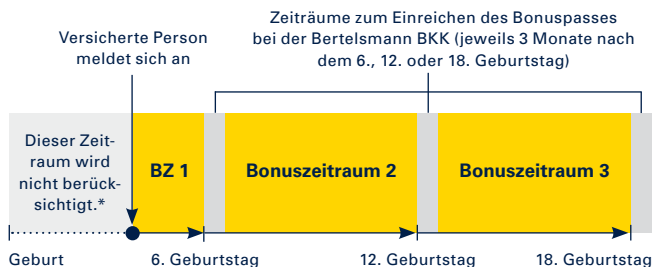 Zeiträume zum Einreichen des Bonuspasses
bei der Bertelsmann BKK (jeweils 3 Monate nach
dem 6., 12. oder 18. Geburtstag)
Versicherte Person
meldet sich an
Dieser Zeit-
raum wird
nicht berück-
sichtigt.*
BZ 1
Bonuszeitraum 2
Bonuszeitraum 3
Geburt
6. Geburtstag
12. Geburtstag
18. Geburtstag